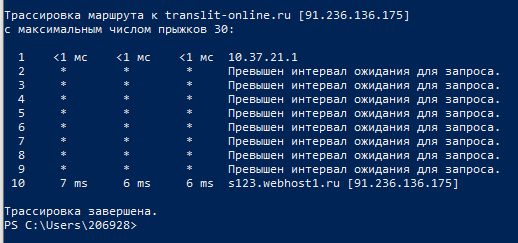 Трассировка маршрута к translit-online.ru [91.236.136.175]
с максимальным числом прыжков 30:
1 <1 мс <1 мс <1 мс 10.37.21.1
2 * * * Превышен интервал ожидания для запроса.
3 * * * Превышен интервал ожидания для запроса.
4 * * * Превышен интервал ожидания для запроса.
5 * * * Превышен интервал ожидания для запроса.
6 * * * Превышен интервал ожидания для запроса.
7 * * * Превышен интервал ожидания для запроса.
8 * * * Превышен интервал ожидания для запроса.
9 * * * Превышен интервал ожидания для запроса.
10 7 ms 6 ms 6 ms s123.webhost1.ru [91.236.136.175]
Трассировка завершена.
PS C:\Users\206928>